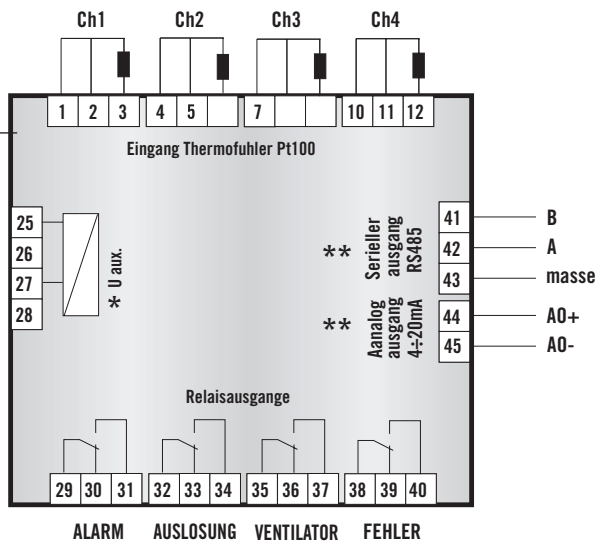 Ch1 Ch2 Ch3 Ch4
1 2 3 4 5 7 10 11 12
Eingang Thermofuhler Pt100
25
26
27
28
* U aux.
** Serieller
ausgang
RS485
41 B
42 A
43 masse
** Aanalog
ausgang
4÷20mA
44 AO+
45 AO-
Relaisausgange
29 30 31 32 33 34 35 36 37 38 39 40
ALARM AUSLOSUNG VENTILATOR FEHLER